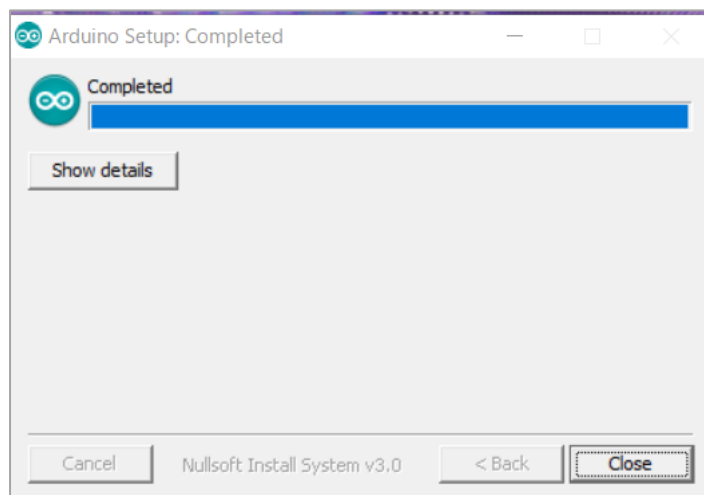 Arduino Setup: Completed
Completed
Show details
Cancel
Nullsoft Install System v3.0
< Back
Close